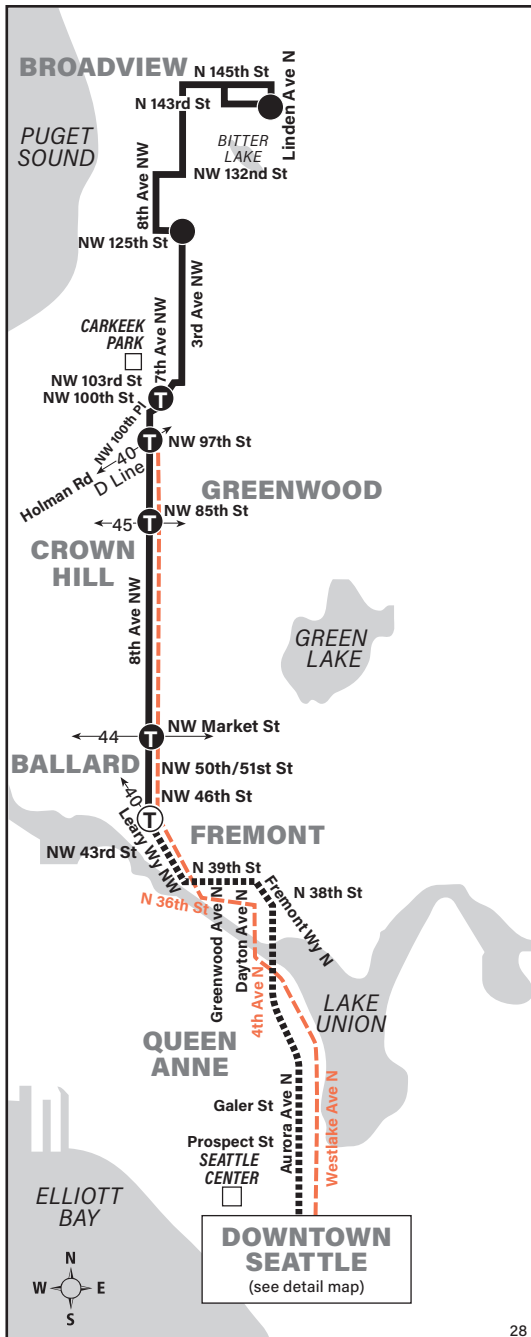 BROADVIEW
N 145th St
N 143rd St
Linden Ave N
PUGET
SOUND
BITTER
LAKE
8th Ave NW
NW 132nd St
NW 125th St
3rd Ave NW
CARKEEK
PARK
7th Ave NW
NW 103rd St
NW 100th St
T
NW 100th Pl
T
NW 97th St
40
D Line
Holman Rd
GREENWOOD
NW 85th St
45
T
CROWN
HILL
8th Ave NW
GREEN
LAKE
NW Market St
44
T
BALLARD
NW 50th/51st St
NW 46th St
40
T
Leary Wy NW
FREMONT
NW 43rd St
N 39th St
Fremont Wy N
N 38th St
N 36th St
Greenwood Ave N
Dayton Ave N
4th Ave N
LAKE
UNION
QUEEN
ANNE
Galer St
Aurora Ave N
Westlake Ave N
Prospect St
SEATTLE
CENTER
ELLIOTT
BAY
DOWNTOWN
SEATTLE
(see detail map)
N
W
E
S
28